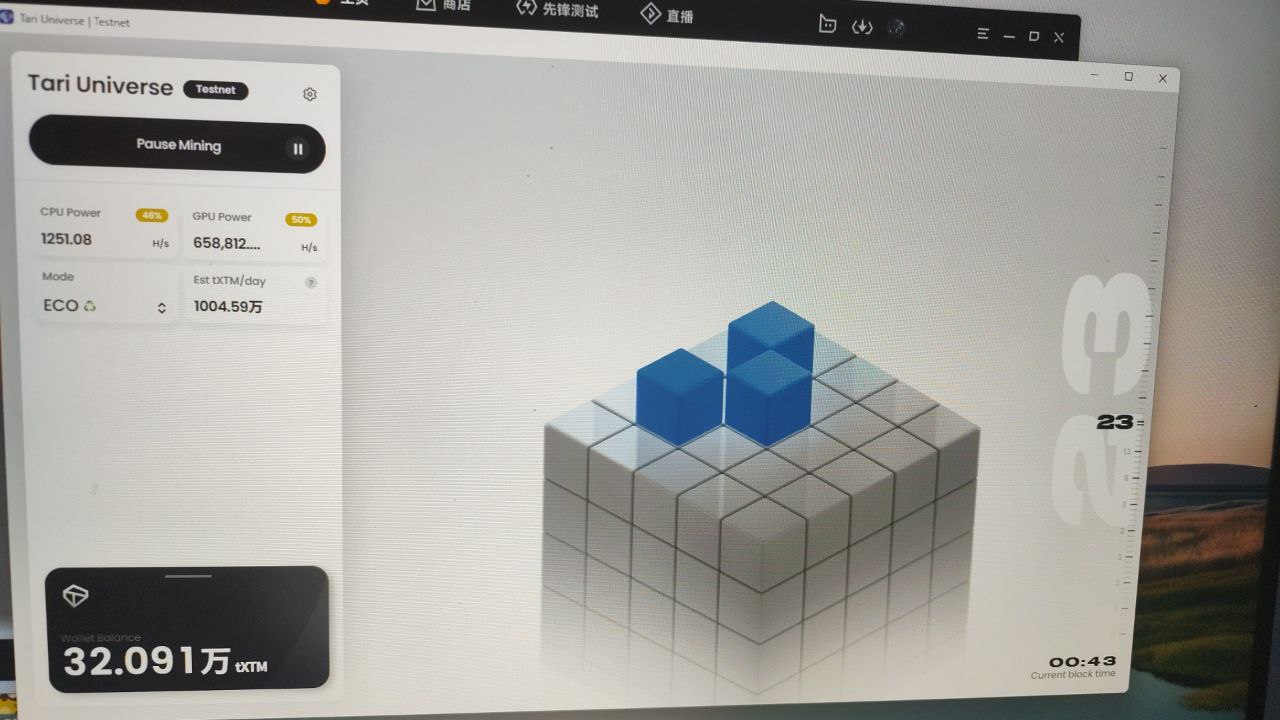 Tari Universe | Testnet
商店
先锋测试
直播
Tari Universe Testnet
Pause Mining
CPU Power 46%
1251.08 H/s
GPU Power 50%
658,812.... H/s
Mode
ECO
Est tXTM/day ?
1004.59万
23
23
13
Wallet Balance
32.091万 tXTM
00:43
Current block time